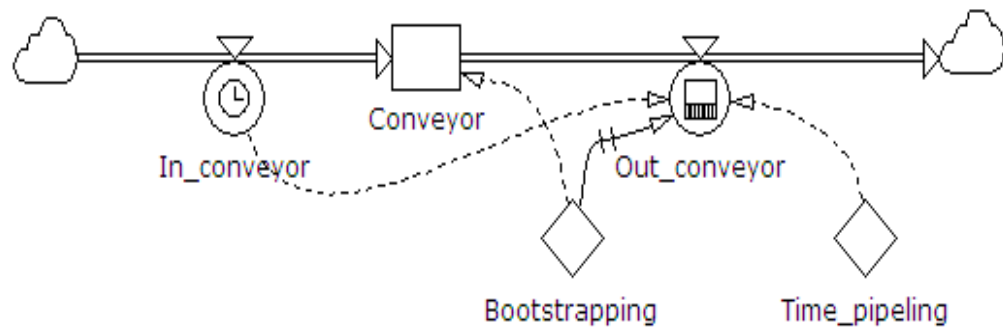 Conveyor
In_conveyor
Out_conveyor
Bootstrapping
Time_pipeling